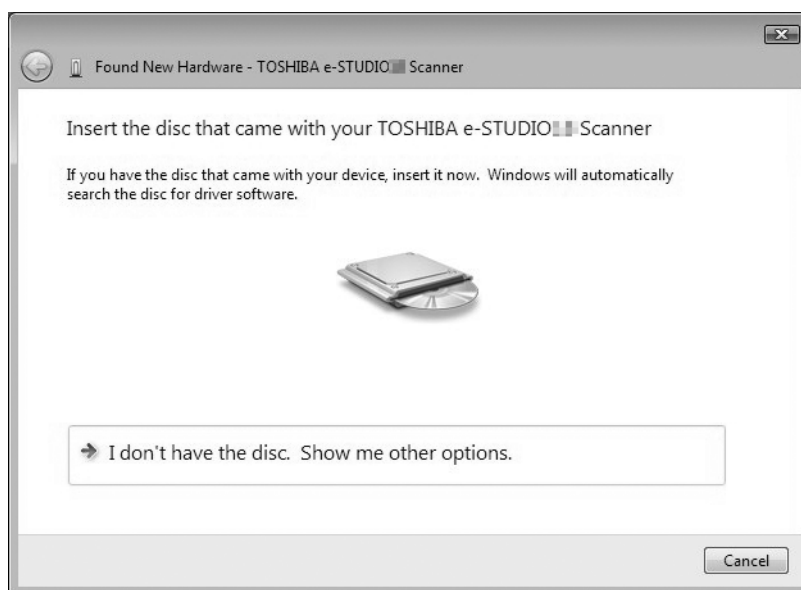 Found New Hardware - TOSHIBA e-STUDIO Scanner
Insert the disc that came with your TOSHIBA e-STUDIO Scanner
If you have the disc that came with your device, insert it now. Windows will automatically
search the disc for driver software.
I don't have the disc. Show me other options.
Cancel